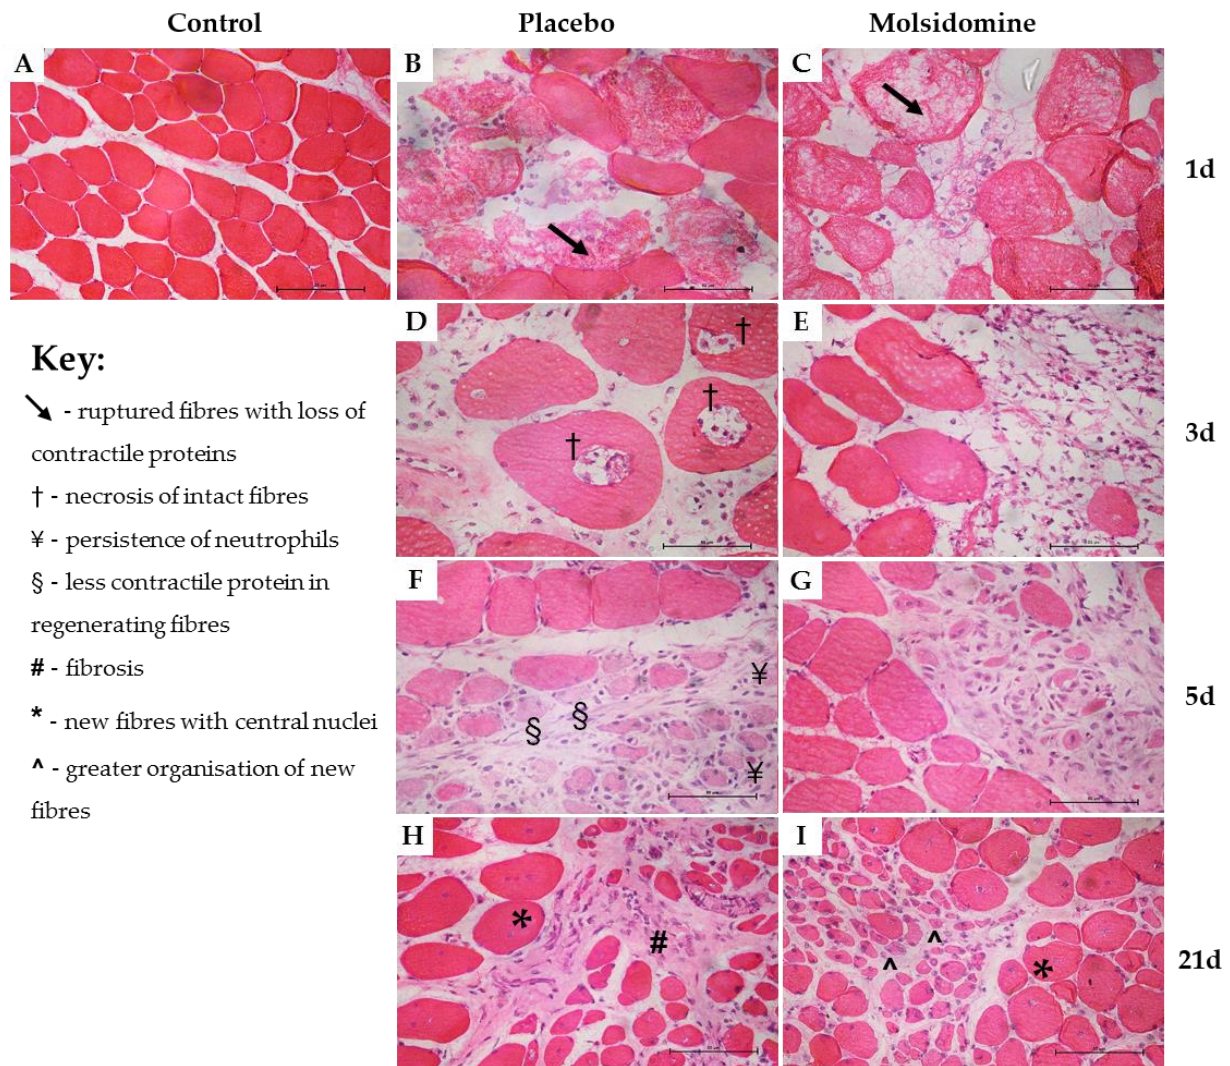 Control Placebo Molsidomine
A B C
1d
D E
3d
Key:
- ruptured fibres with loss of
contractile proteins
† - necrosis of intact fibres
¥ - persistence of neutrophils
§ - less contractile protein in
regenerating fibres
# - fibrosis
* - new fibres with central nuclei
^ - greater organisation of new
fibres
† † †
F G
5d
¥
§ §
¥
H I
21d
* #
^ ^ *